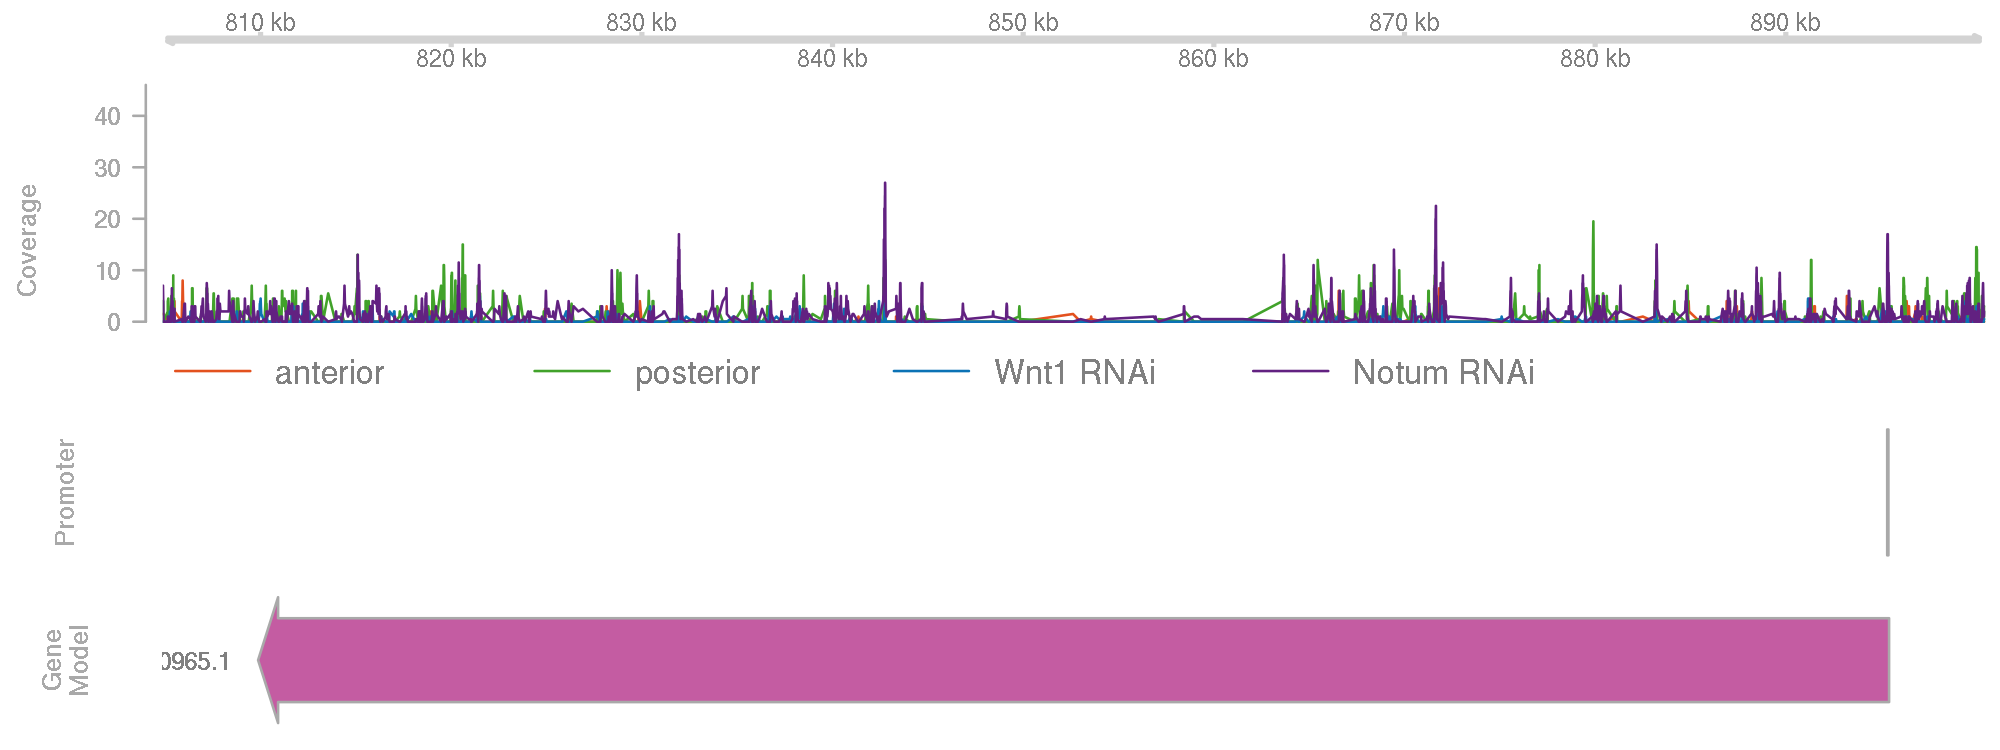 810 kb 830 kb 850 kb 870 kb 890 kb
820 kb 840 kb 860 kb 880 kb
Coverage
40
30
20
10
0
anterior posterior Wnt1 RNAi Notum RNAi
Promoter
Gene
Model
0965.1